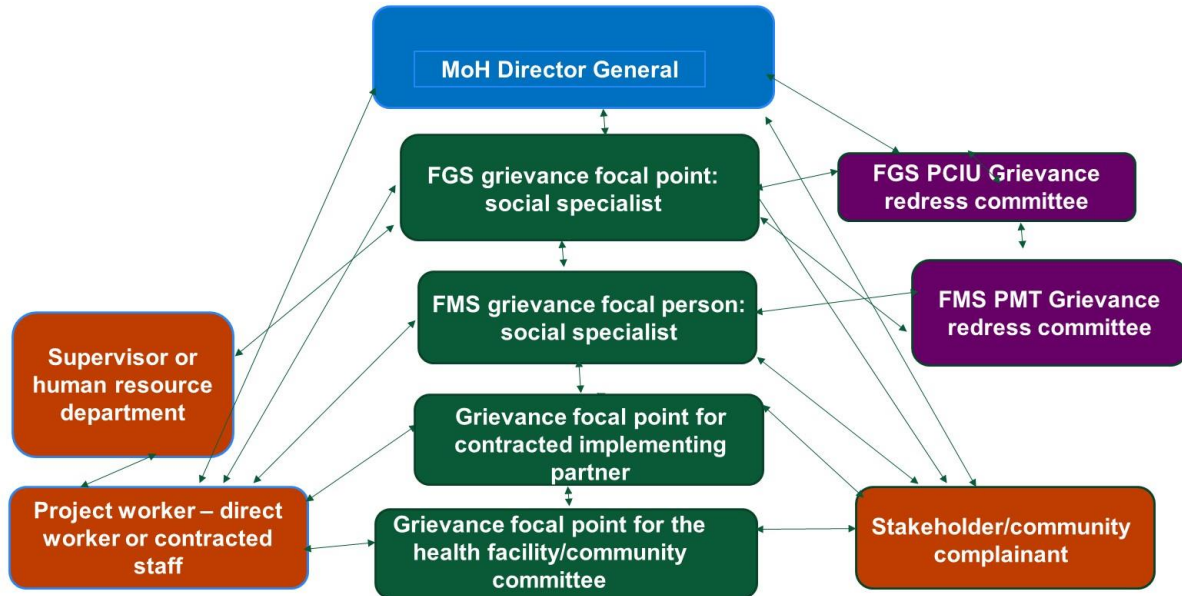 MoH Director General
FGS grievance focal point:
social specialist
FGS PCIU Grievance
redress committee
FMS grievance focal person:
social specialist
FMS PMT Grievance
redress committee
Supervisor or
human resource
department
Grievance focal point for
contracted implementing
partner
Project worker – direct
worker or contracted
staff
Grievance focal point for the
health facility/community
committee
Stakeholder/community
complainant